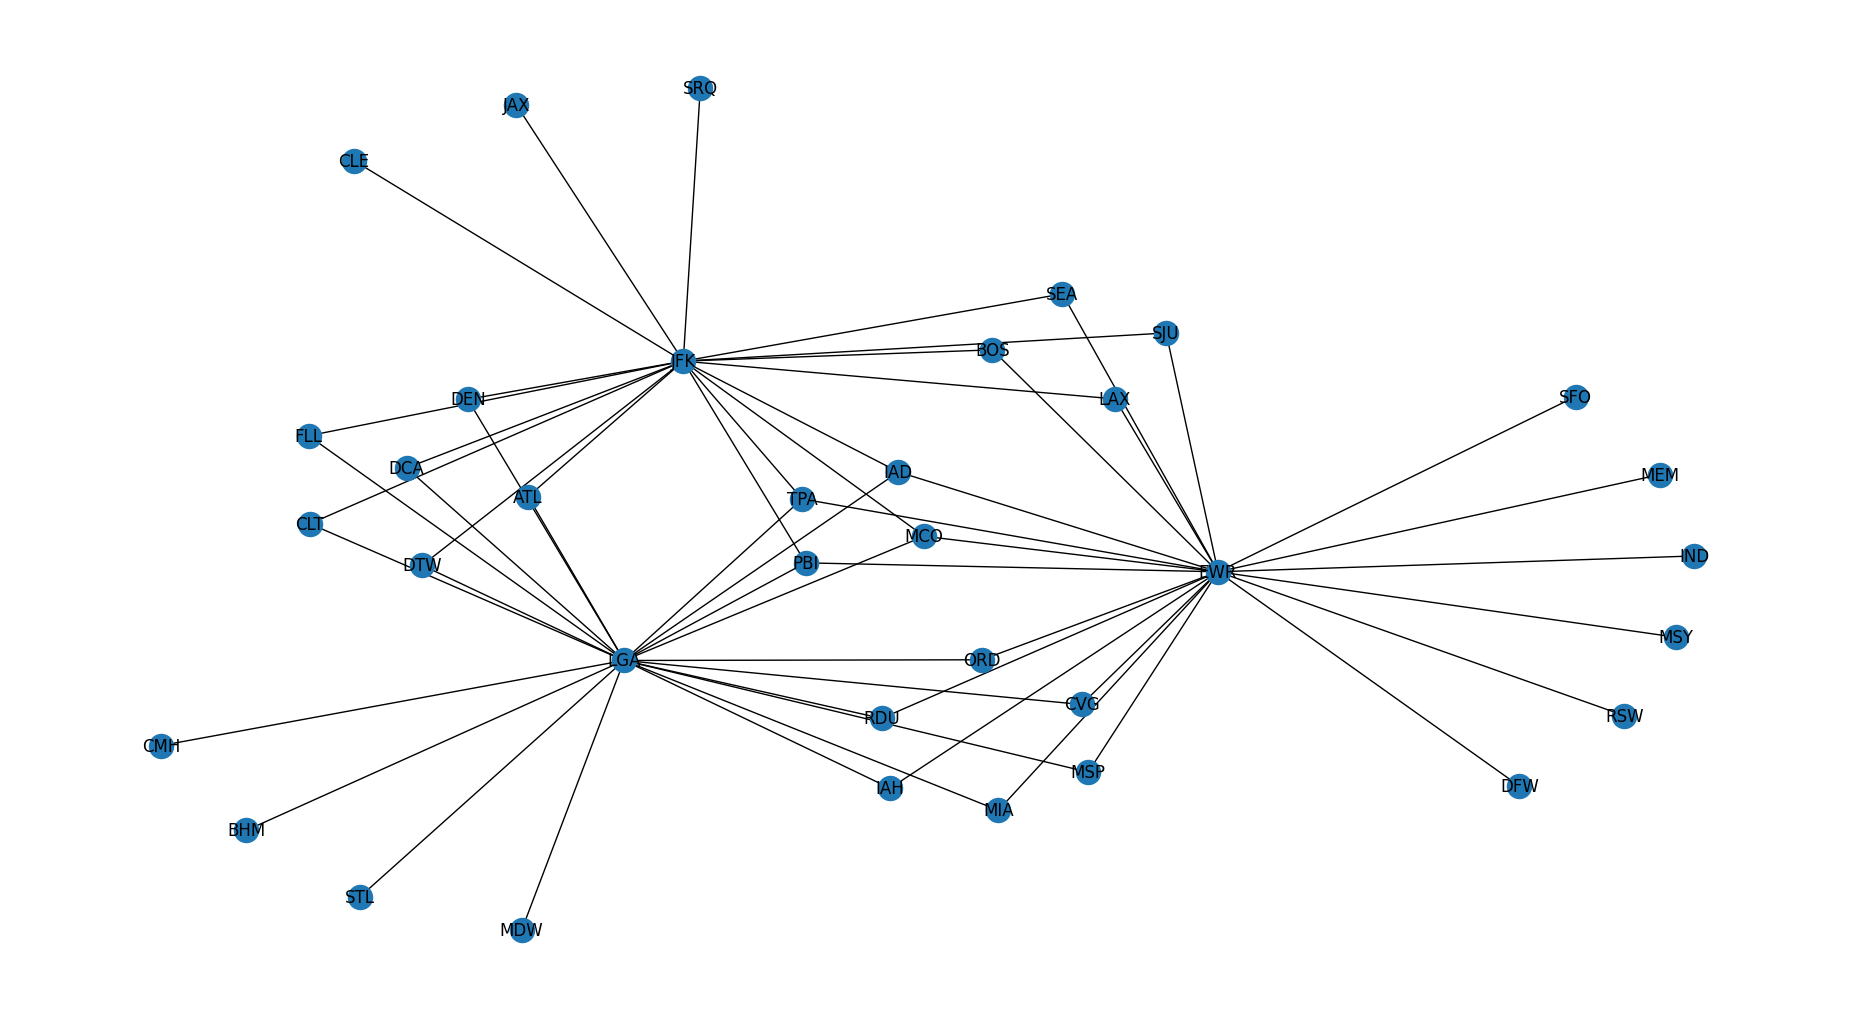 SRQ
JAX
CLE
SEA
SJU
BOS
JFK
DEN
LAX
SFO
FLL
DCA
IAD
MEM
ATL
TPA
CLT
MCO
IND
DTW
PBI
EWR
MSY
LGA
ORD
CVG
RSW
RDU
CMH
MSP
IAH
DFW
MIA
BHM
STL
MDW